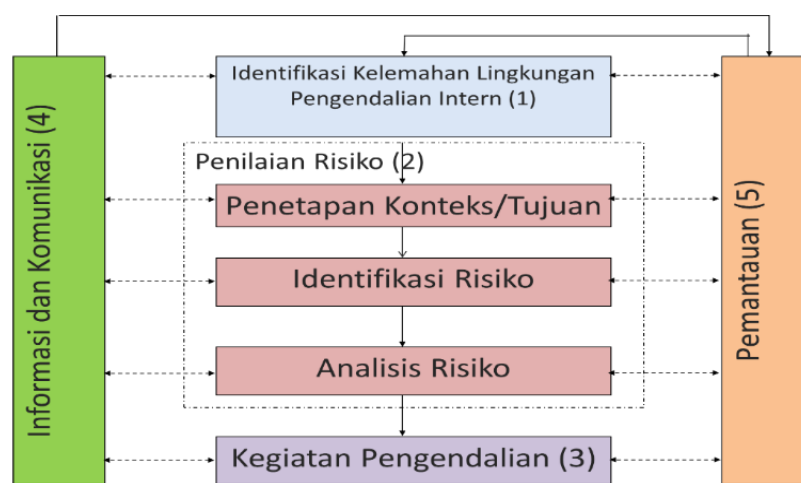 Informasi dan Komunikasi (4)
Identifikasi Kelemahan Lingkungan
Pengendalian Intern (1)
Penilaian Risiko (2)
Penetapan Konteks/Tujuan
Identifikasi Risiko
Analisis Risiko
Kegiatan Pengendalian (3)
Pemantauan (5)